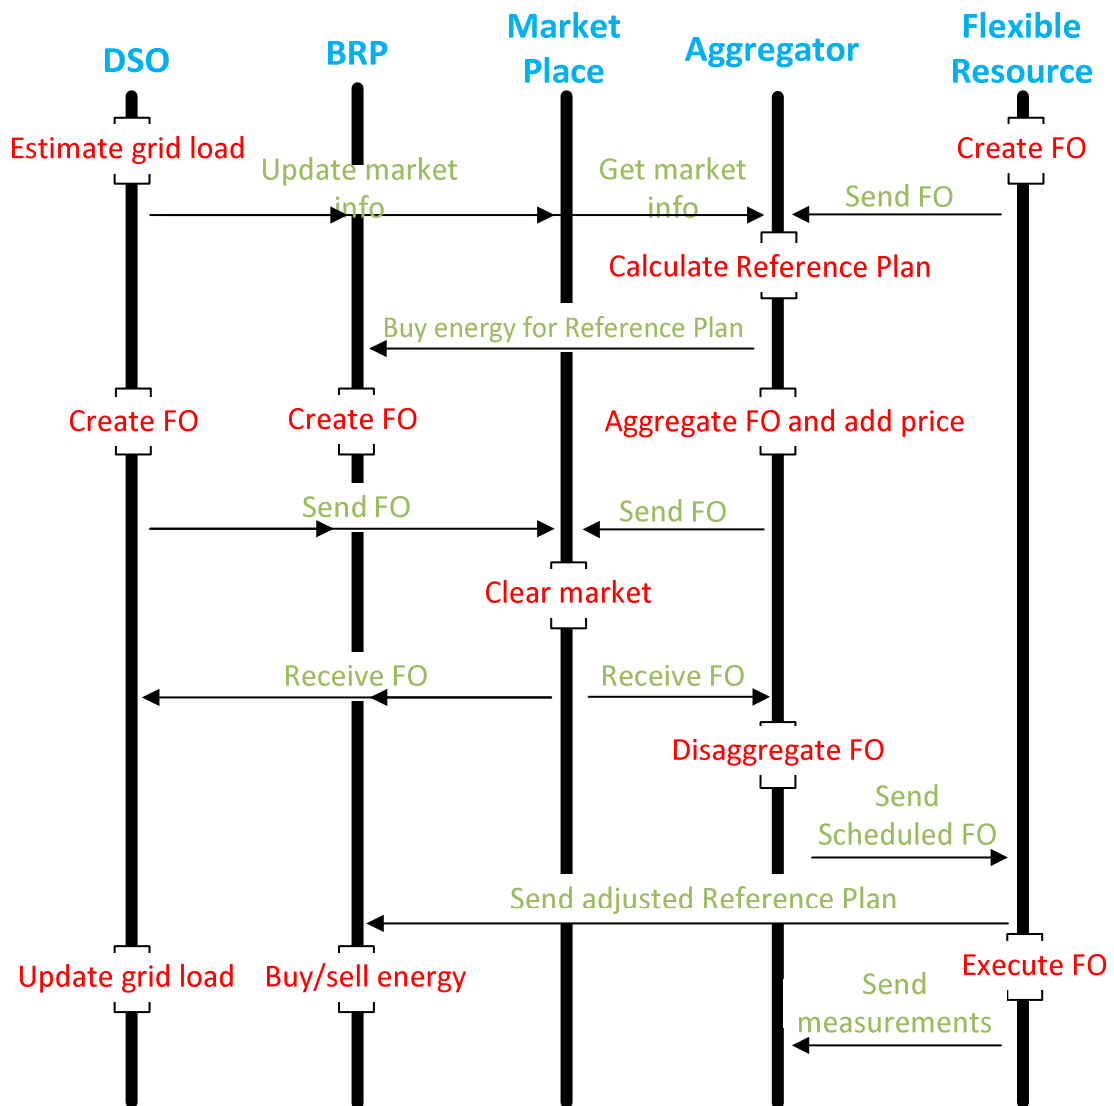 DSO
BRP
Market
Place
Aggregator
Flexible
Resource
Estimate grid load
Create FO
Update market
info
Get market
info
Send FO
Calculate Reference Plan
Buy energy for Reference Plan
Create FO
Create FO
Aggregate FO and add price
Send FO
Send FO
Clear market
Receive FO
Receive FO
Disaggregate FO
Send
Scheduled FO
Send adjusted Reference Plan
Update grid load
Buy/sell energy
Execute FO
Send
measurements